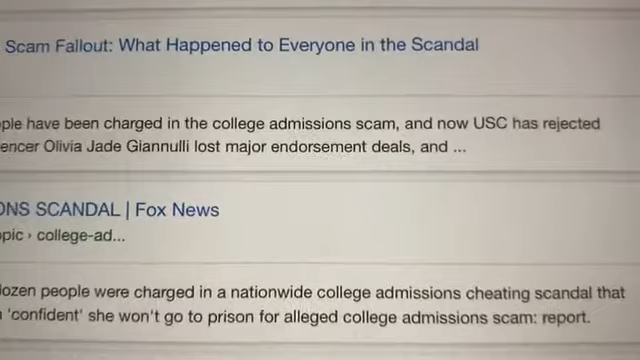 Scam Fallout: What Happened to Everyone in the Scandal
ple have been charged in the college admissions scam, and now USC has rejected
encer Olivia Jade Giannulli lost major endorsement deals, and ...
ONS SCANDAL | Fox News
pic › college-ad...
ozen people were charged in a nationwide college admissions cheating scandal that
'confident' she won't go to prison for alleged college admissions scam: report.